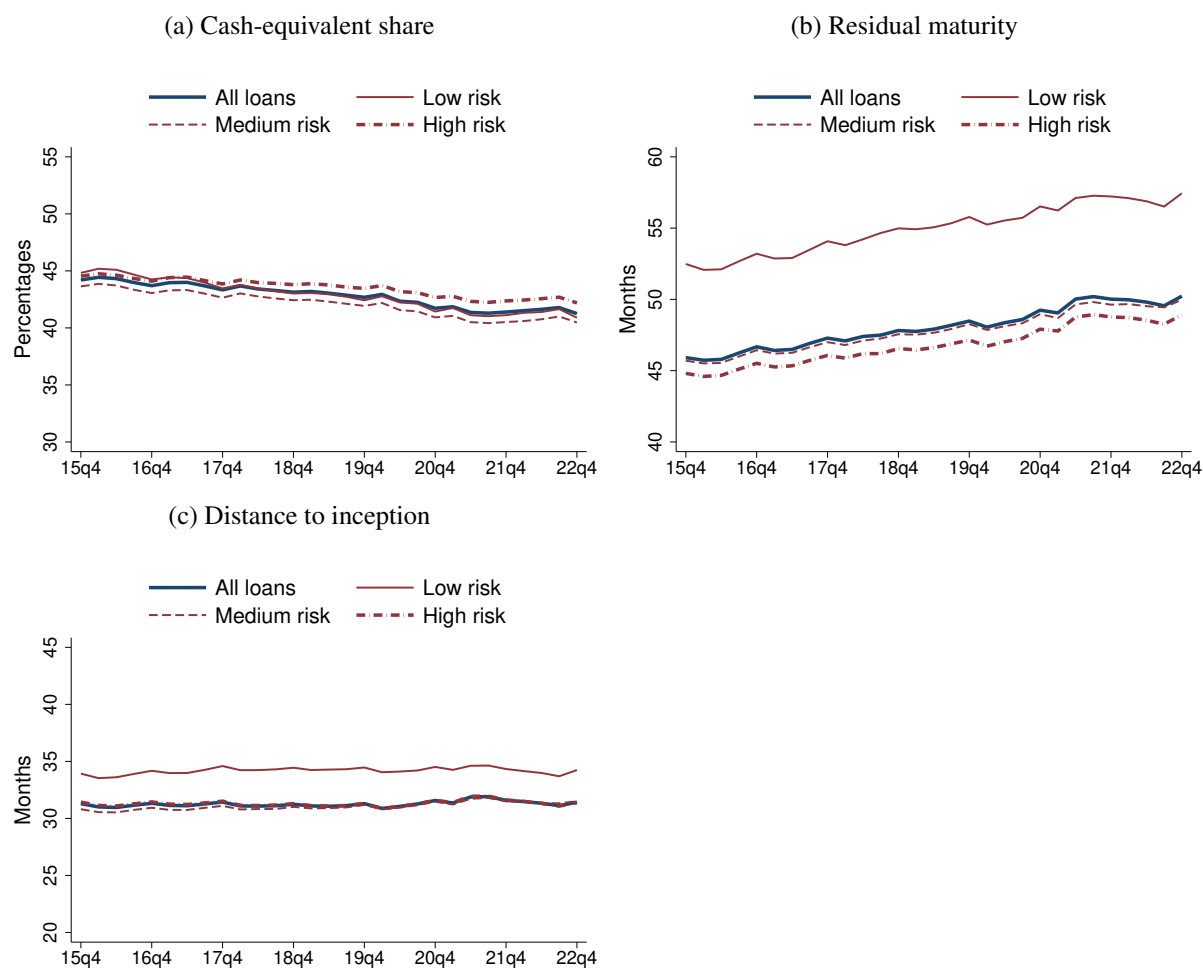 (a) Cash-equivalent share
All loans Low risk
Medium risk High risk
Percentages
55
50
45
40
35
30
15q4 16q4 17q4 18q4 19q4 20q4 21q4 22q4
(b) Residual maturity
All loans Low risk
Medium risk High risk
Months
60
55
50
45
40
15q4 16q4 17q4 18q4 19q4 20q4 21q4 22q4
(c) Distance to inception
All loans Low risk
Medium risk High risk
Months
45
40
35
30
25
20
15q4 16q4 17q4 18q4 19q4 20q4 21q4 22q4